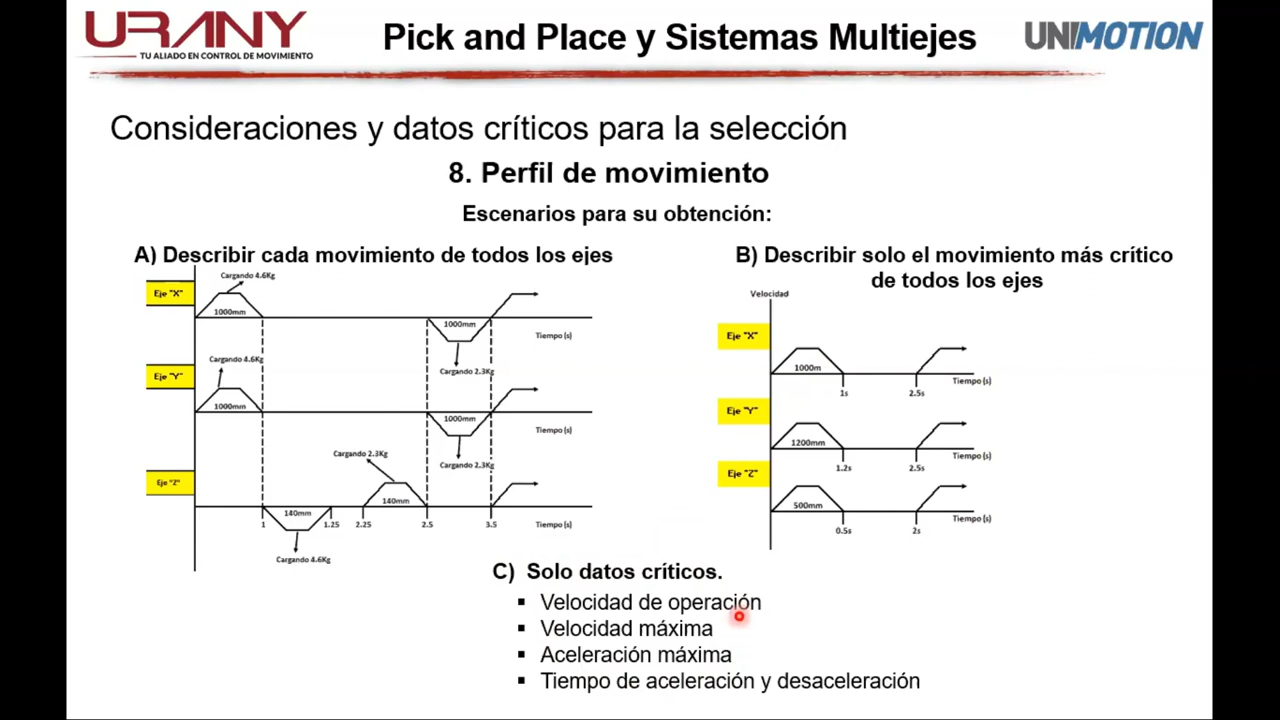 URANY
TU ALIADO EN CONTROL DE MOVIMIENTO
Pick and Place y Sistemas Multiejes
UNIMOTION
Consideraciones y datos críticos para la selección
8. Perfil de movimiento
Escenarios para su obtención:
A) Describir cada movimiento de todos los ejes
Cargando 4.6Kg
Eje "X"
1000mm
1000mm
Tiempo (s)
Cargando 2.3Kg
Cargando 4.6Kg
Eje "Y"
1000mm
1000mm
Tiempo (s)
Cargando 2.3Kg
Cargando 2.3Kg
Eje "Z"
140mm
140mm
1
1.25
2.25
2.5
3.5
Tiempo (s)
Cargando 4.6Kg
B) Describir solo el movimiento más crítico
de todos los ejes
Velocidad
Eje "X"
1000m
Tiempo (s)
1s
2.5s
Eje "Y"
1200mm
Tiempo (s)
1.2s
2.5s
Eje "Z"
500mm
Tiempo (s)
0.5s
2s
C) Solo datos críticos.
▪ Velocidad de operación
▪ Velocidad máxima
▪ Aceleración máxima
▪ Tiempo de aceleración y desaceleración